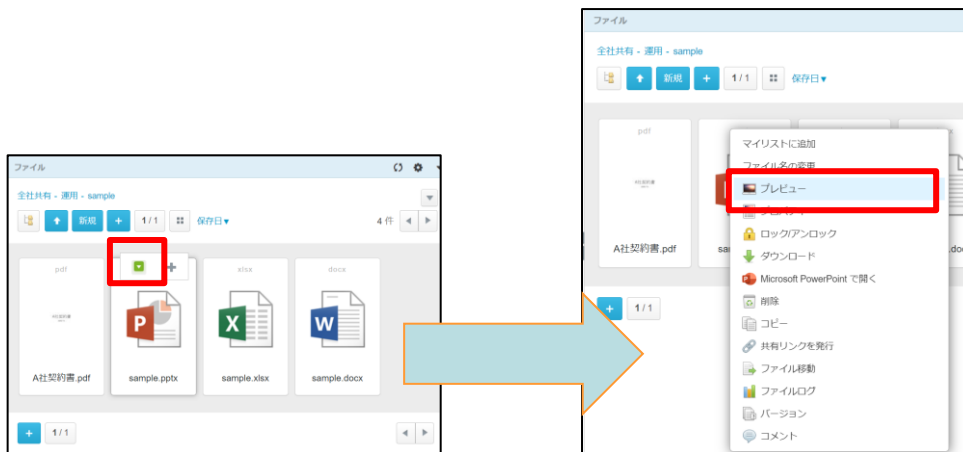 ファイル
全社共有 - 運用 - sample
新規 + 1 / 1 保存日▼ 4 件
pdf xlsx docx
A社契約書.pdf sample.pptx sample.xlsx sample.docx
+ 1 / 1
ファイル
全社共有 - 運用 - sample
新規 + 1 / 1 保存日▼
pdf
A社契約書.pdf
+ 1 / 1
マイリストに追加
ファイル名の変更
プレビュー
ロック/アンロック
ダウンロード
Microsoft PowerPoint で開く
削除
コピー
共有リンクを発行
ファイル移動
ファイルログ
バージョン
コメント